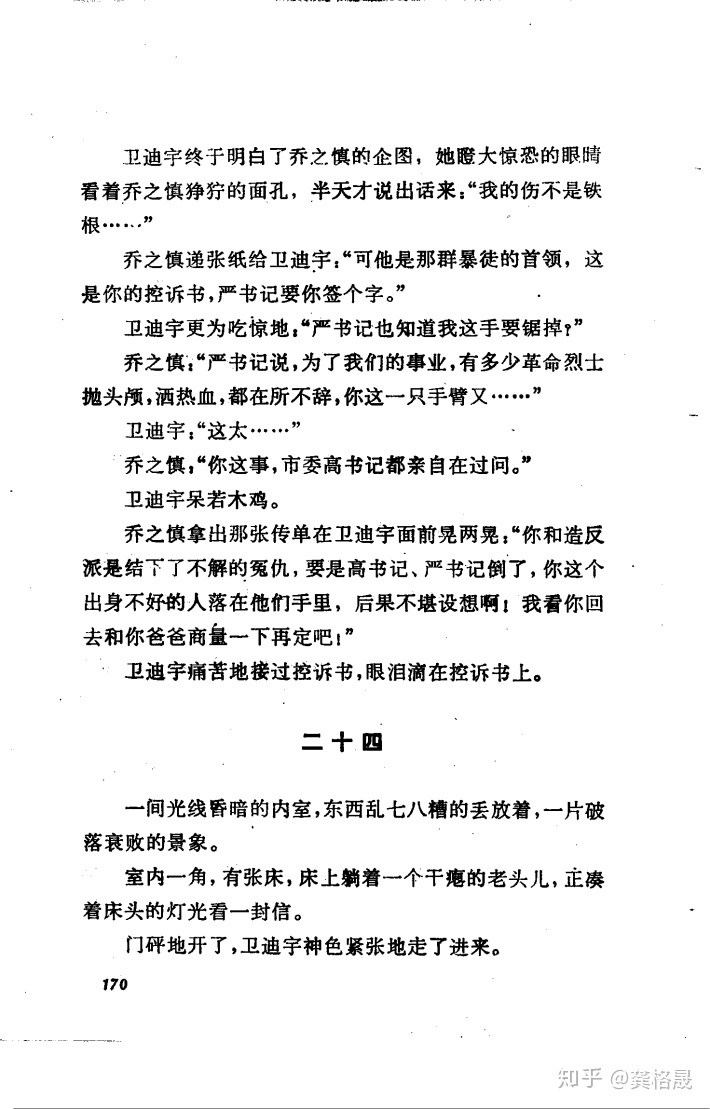 卫迪宇终于明白了乔之慎的企图，她瞪大惊恐的眼睛
看着乔之慎狰狞的面孔，半天才说出话来：“我的伤不是铁
根……”
乔之慎递张纸给卫迪宇：“可他是那群暴徒的首领，这
是你的控诉书，严书记要你签个字。”
卫迪宇更为吃惊地：“严书记也知道我这手要锯掉？”
乔之慎：“严书记说，为了我们的事业，有多少革命烈士
抛头颅，洒热血，都在所不辞，你这一只手臂又……”
卫迪宇：“这太……”
乔之慎：“你这事，市委高书记都亲自在过问。”
卫迪宇呆若木鸡。
乔之慎拿出那张传单在卫迪宇面前晃两晃：“你和造反
派是结下了不解的冤仇，要是高书记、严书记倒了，你这个
出身不好的人落在他们手里，后果不堪设想啊！我看你回
去和你爸爸商量一下再定吧！”
卫迪宇痛苦地接过控诉书，眼泪滴在控诉书上。
二十四
一间光线昏暗的内室，东西乱七八糟的丢放着，一片破
落衰败的景象。
室内一角，有张床，床上躺着一个干瘪的老头儿，正凑
着床头的灯光看一封信。
门砰地开了，卫迪宇神色紧张地走了进来。
170
知乎 @龚格晟